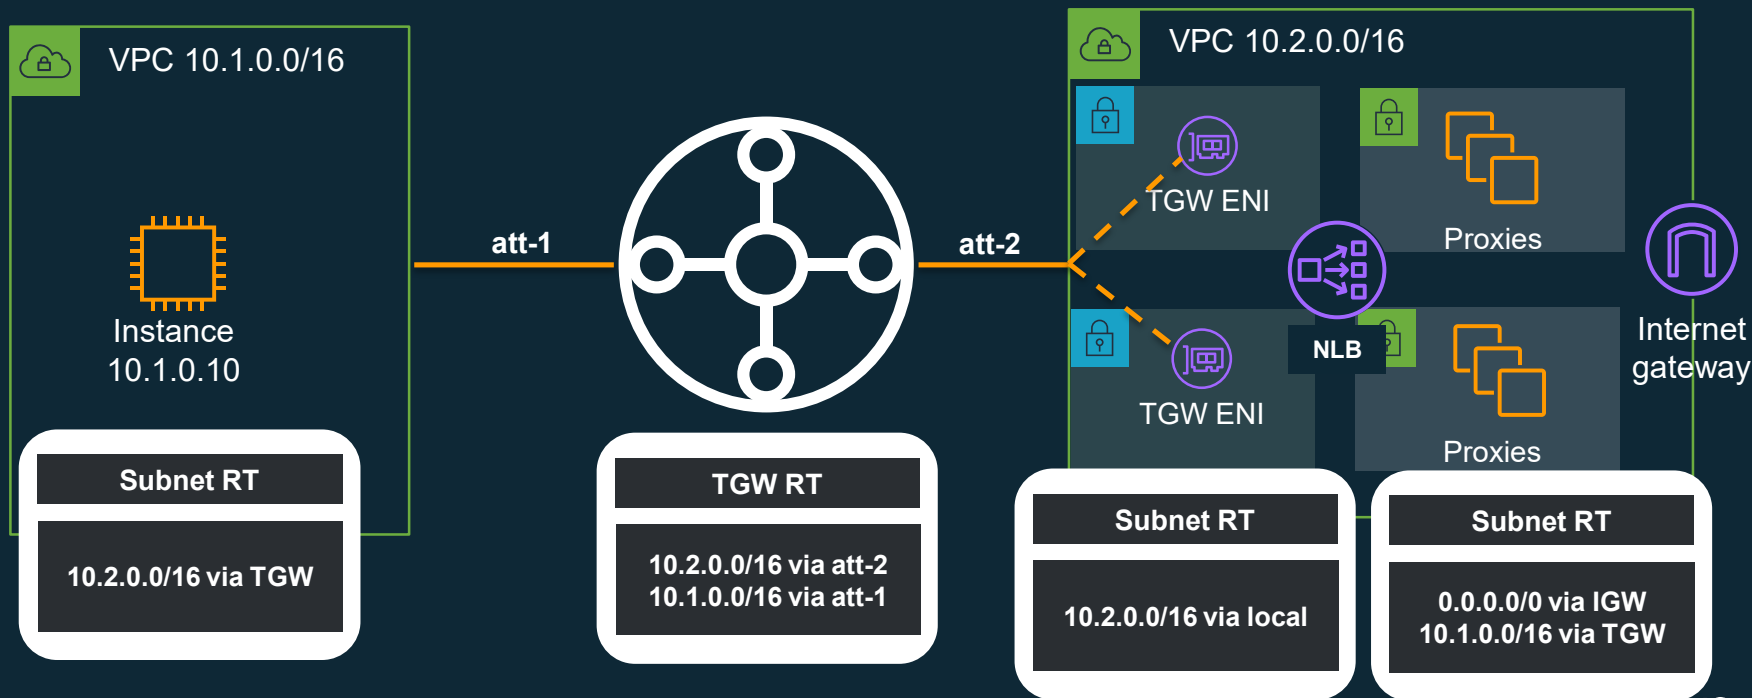 VPC 10.1.0.0/16
Instance
10.1.0.10
Subnet RT
10.2.0.0/16 via TGW
att-1
TGW RT
10.2.0.0/16 via att-2
10.1.0.0/16 via att-1
att-2
VPC 10.2.0.0/16
TGW ENI
Proxies
NLB
TGW ENI
Proxies
Internet
gateway
Subnet RT
10.2.0.0/16 via local
Subnet RT
0.0.0.0/0 via IGW
10.1.0.0/16 via TGW